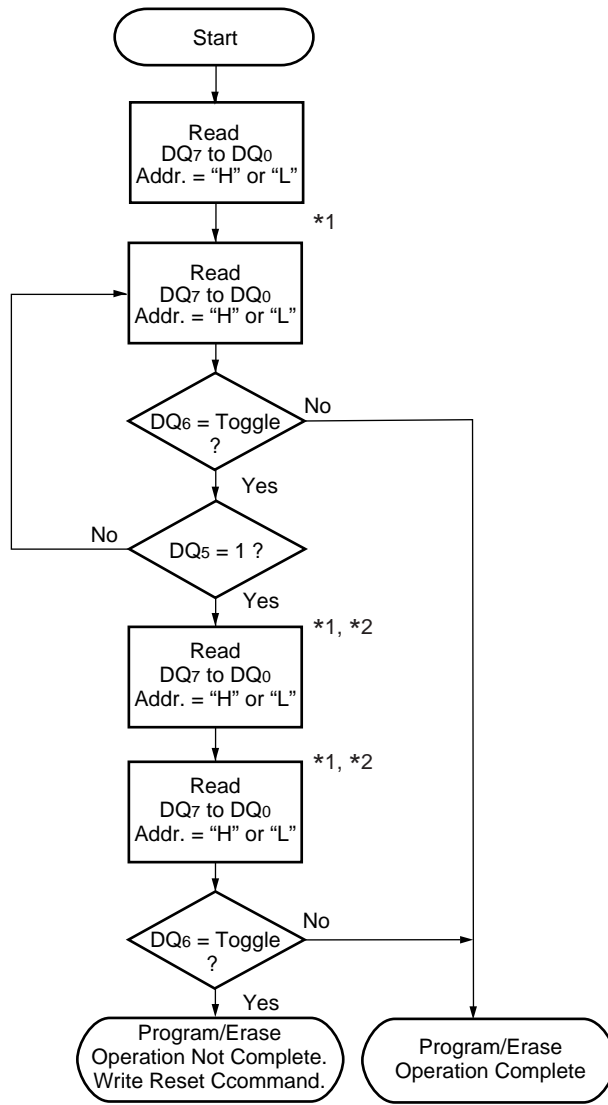 Start
Read
DQ7 to DQ0
Addr. = “H” or “L”
*1
Read
DQ7 to DQ0
Addr. = “H” or “L”
DQ6 = Toggle
?
No
Yes
No
DQ5 = 1 ?
Yes
*1, *2
Read
DQ7 to DQ0
Addr. = “H” or “L”
*1, *2
Read
DQ7 to DQ0
Addr. = “H” or “L”
DQ6 = Toggle
?
No
Yes
Program/Erase
Operation Not Complete.
Write Reset Ccommand.
Program/Erase
Operation Complete